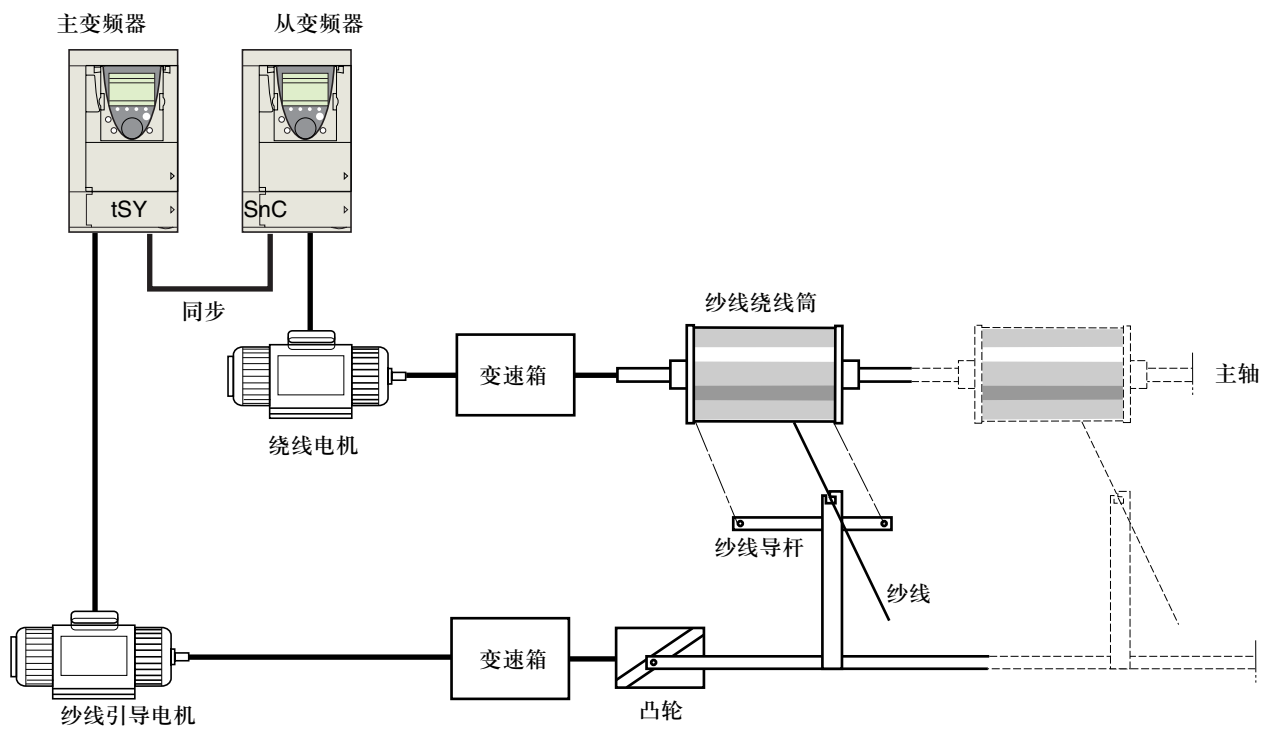 主变频器
从变频器
tSY
SnC
同步
纱线绕线筒
变速箱
主轴
绕线电机
纱线导杆
纱线
变速箱
凸轮
纱线引导电机